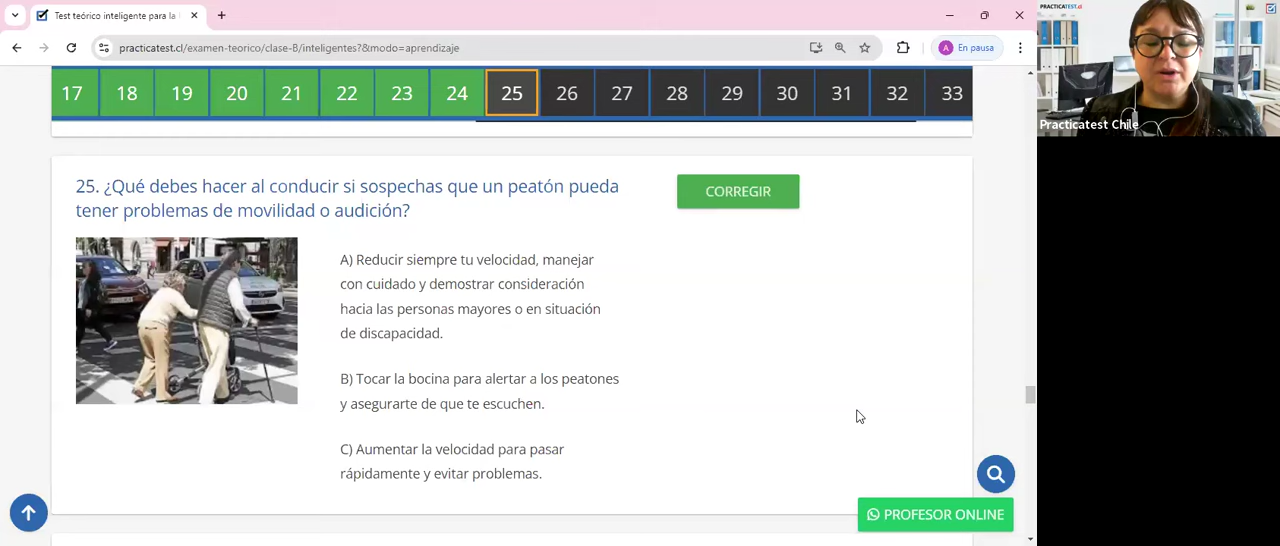 Test teórico inteligente para la
practicatest.cl/examen-teorico/clase-B/inteligentes?&modo=aprendizaje
A
En pausa
PRACTICATEST.cl
17 18 19 20 21 22 23 24 25 26 27 28 29 30 31 32 33
Practicatest Chile
25. ¿Qué debes hacer al conducir si sospechas que un peatón pueda
tener problemas de movilidad o audición?
CORREGIR
A) Reducir siempre tu velocidad, manejar
con cuidado y demostrar consideración
hacia las personas mayores o en situación
de discapacidad.
B) Tocar la bocina para alertar a los peatones
y asegurarte de que te escuchen.
C) Aumentar la velocidad para pasar
rápidamente y evitar problemas.
PROFESOR ONLINE